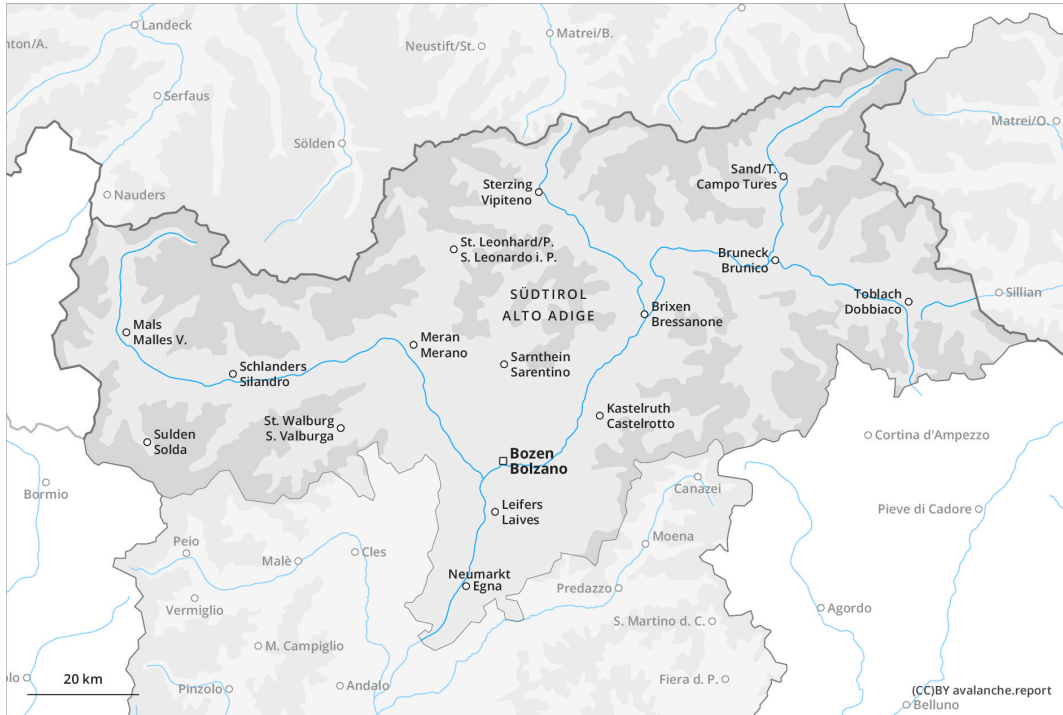 Landeck
nton/A.
Neustift/St.
Matrei/B.
Serfaus
Matrei/O.
Sölden
Sand/T.
Campo Tures
Nauders
Sterzing
Vipiteno
St. Leonhard/P.
S. Leonardo i. P.
Bruneck
Brunico
SÜDTIROL
ALTO ADIGE
Toblach
Dobbiaco
Sillian
Brixen
Bressanone
Mals
Malles V.
Meran
Merano
Sarnthein
Sarentino
Schlanders
Silandro
Kastelruth
Castelrotto
St. Walburg
S. Valburga
Sulden
Solda
Cortina d'Ampezzo
Bozen
Bolzano
Bormio
Canazei
Leifers
Laives
Pieve di Cadore
Peio
Cles
Malè
Moena
Neumarkt
Egna
Predazzo
Vermiglio
Agordo
S. Martino d. C.
M. Campiglio
olo
20 km
Pinzolo
Andalo
Fiera d. P.
(CC)BY avalanche.report
Belluno